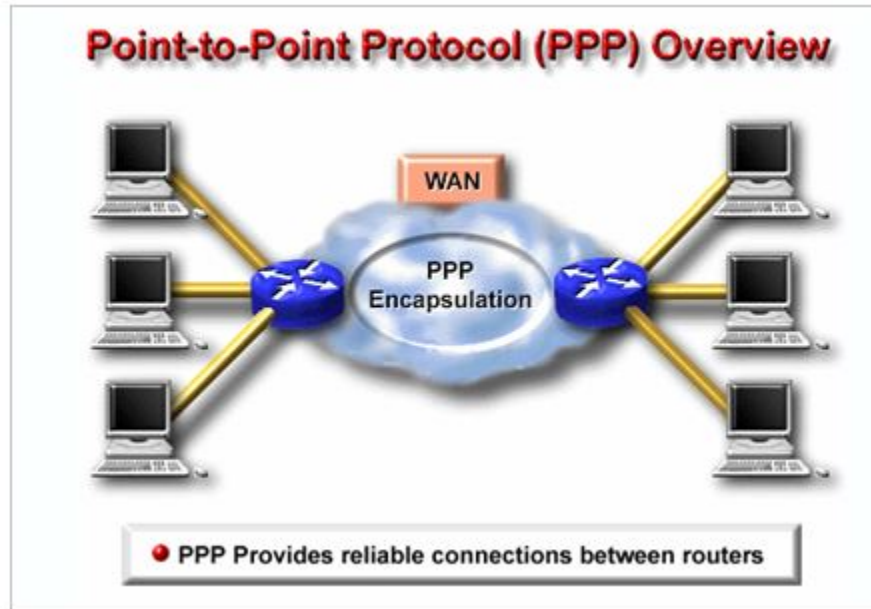 Point-to-Point Protocol (PPP) Overview
WAN
PPP
Encapsulation
PPP Provides reliable connections between routers